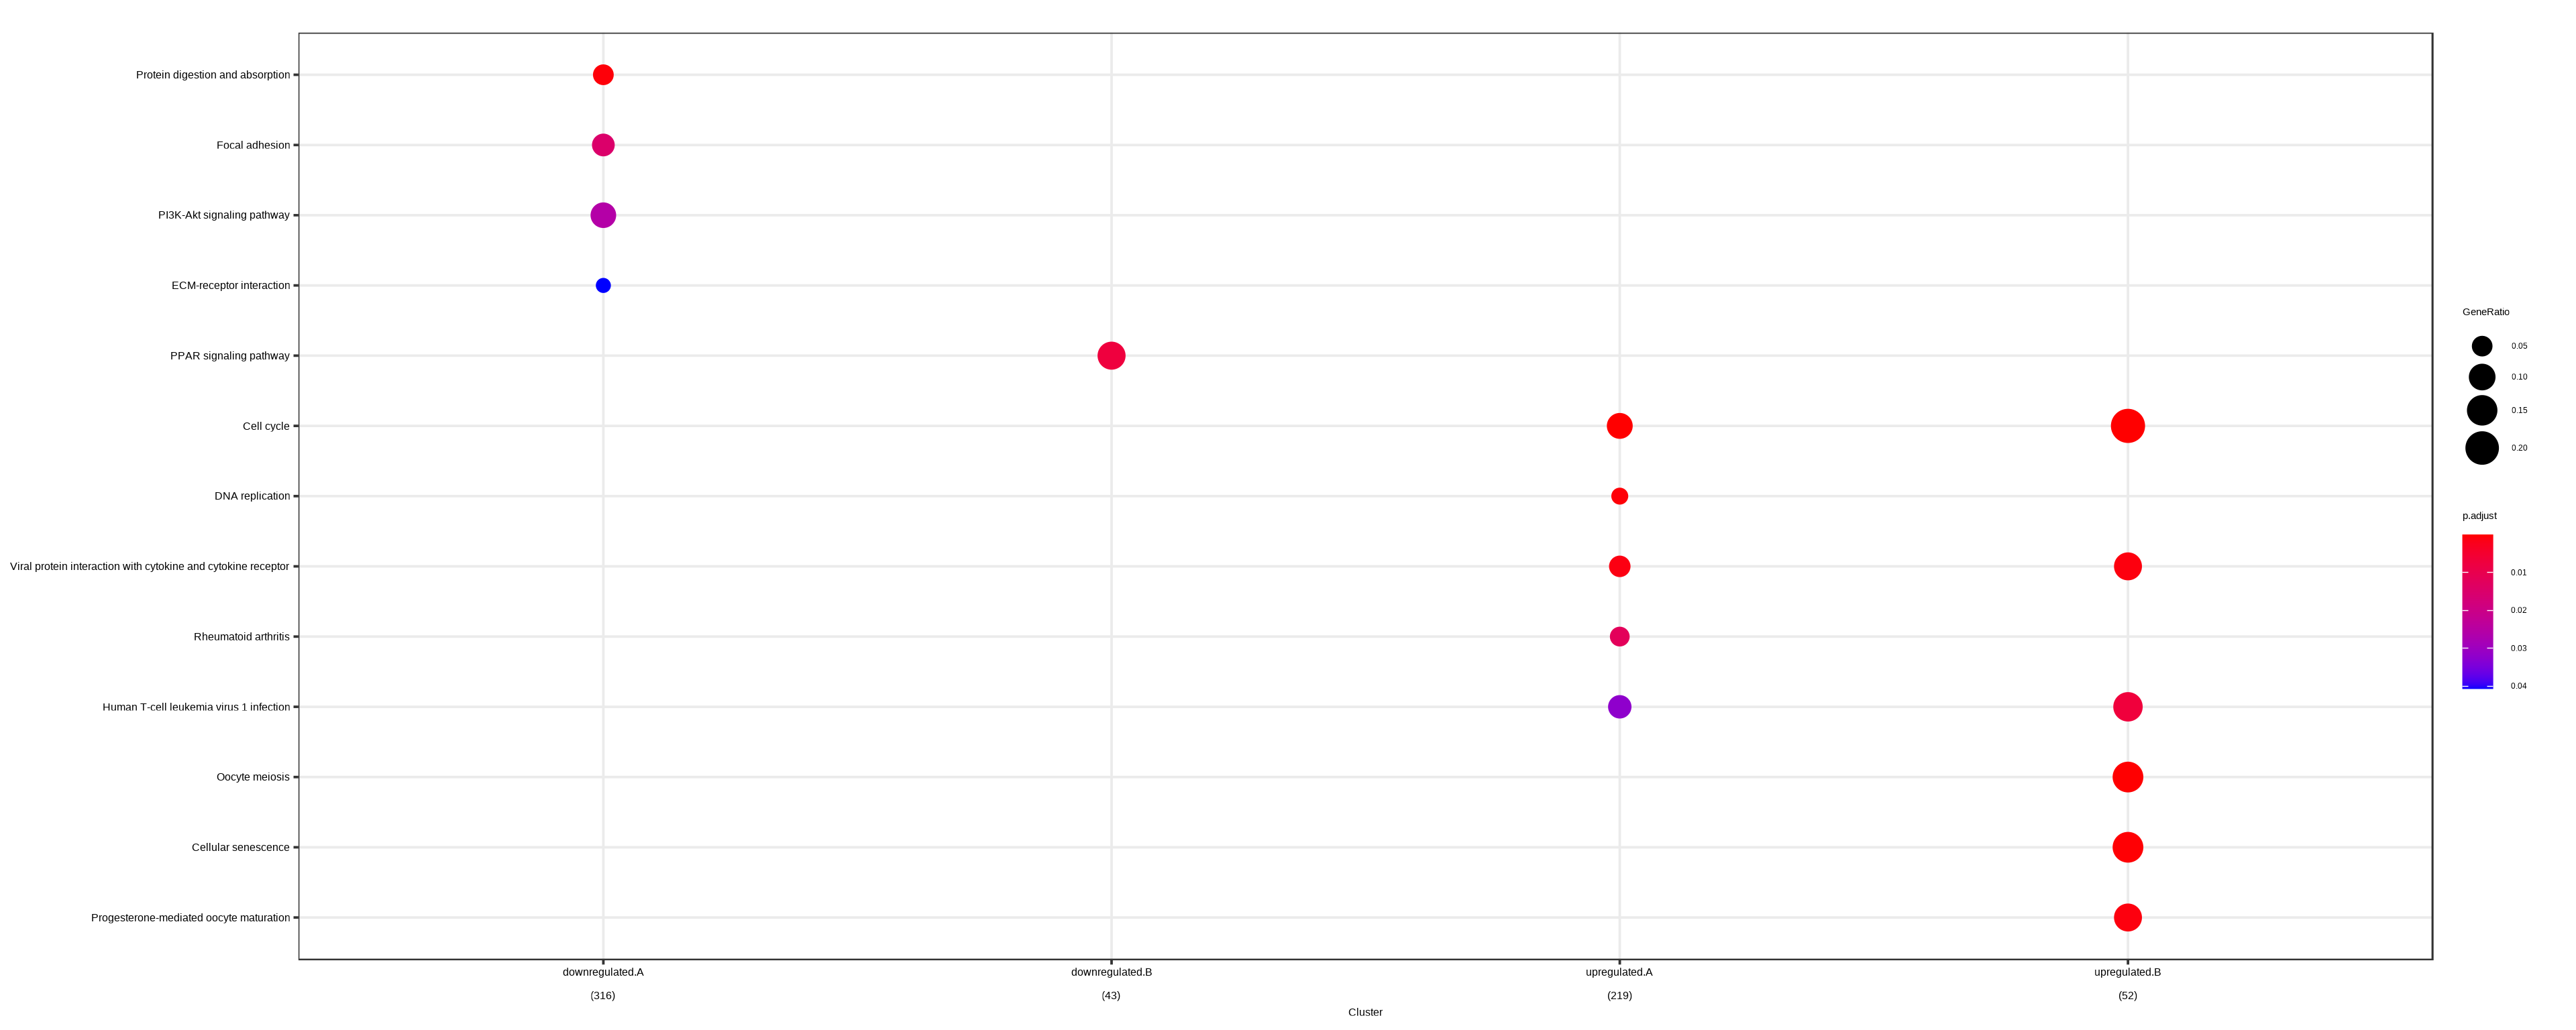 Protein digestion and absorption
Focal adhesion
PI3K-Akt signaling pathway
ECM-receptor interaction
PPAR signaling pathway
Cell cycle
DNA replication
Viral protein interaction with cytokine and cytokine receptor
Rheumatoid arthritis
Human T-cell leukemia virus 1 infection
Oocyte meiosis
Cellular senescence
Progesterone-mediated oocyte maturation
downregulated.A
(316)
downregulated.B
(43)
upregulated.A
(219)
upregulated.B
(52)
Cluster
GeneRatio
0.05
0.10
0.15
0.20
p.adjust
0.01
0.02
0.03
0.04